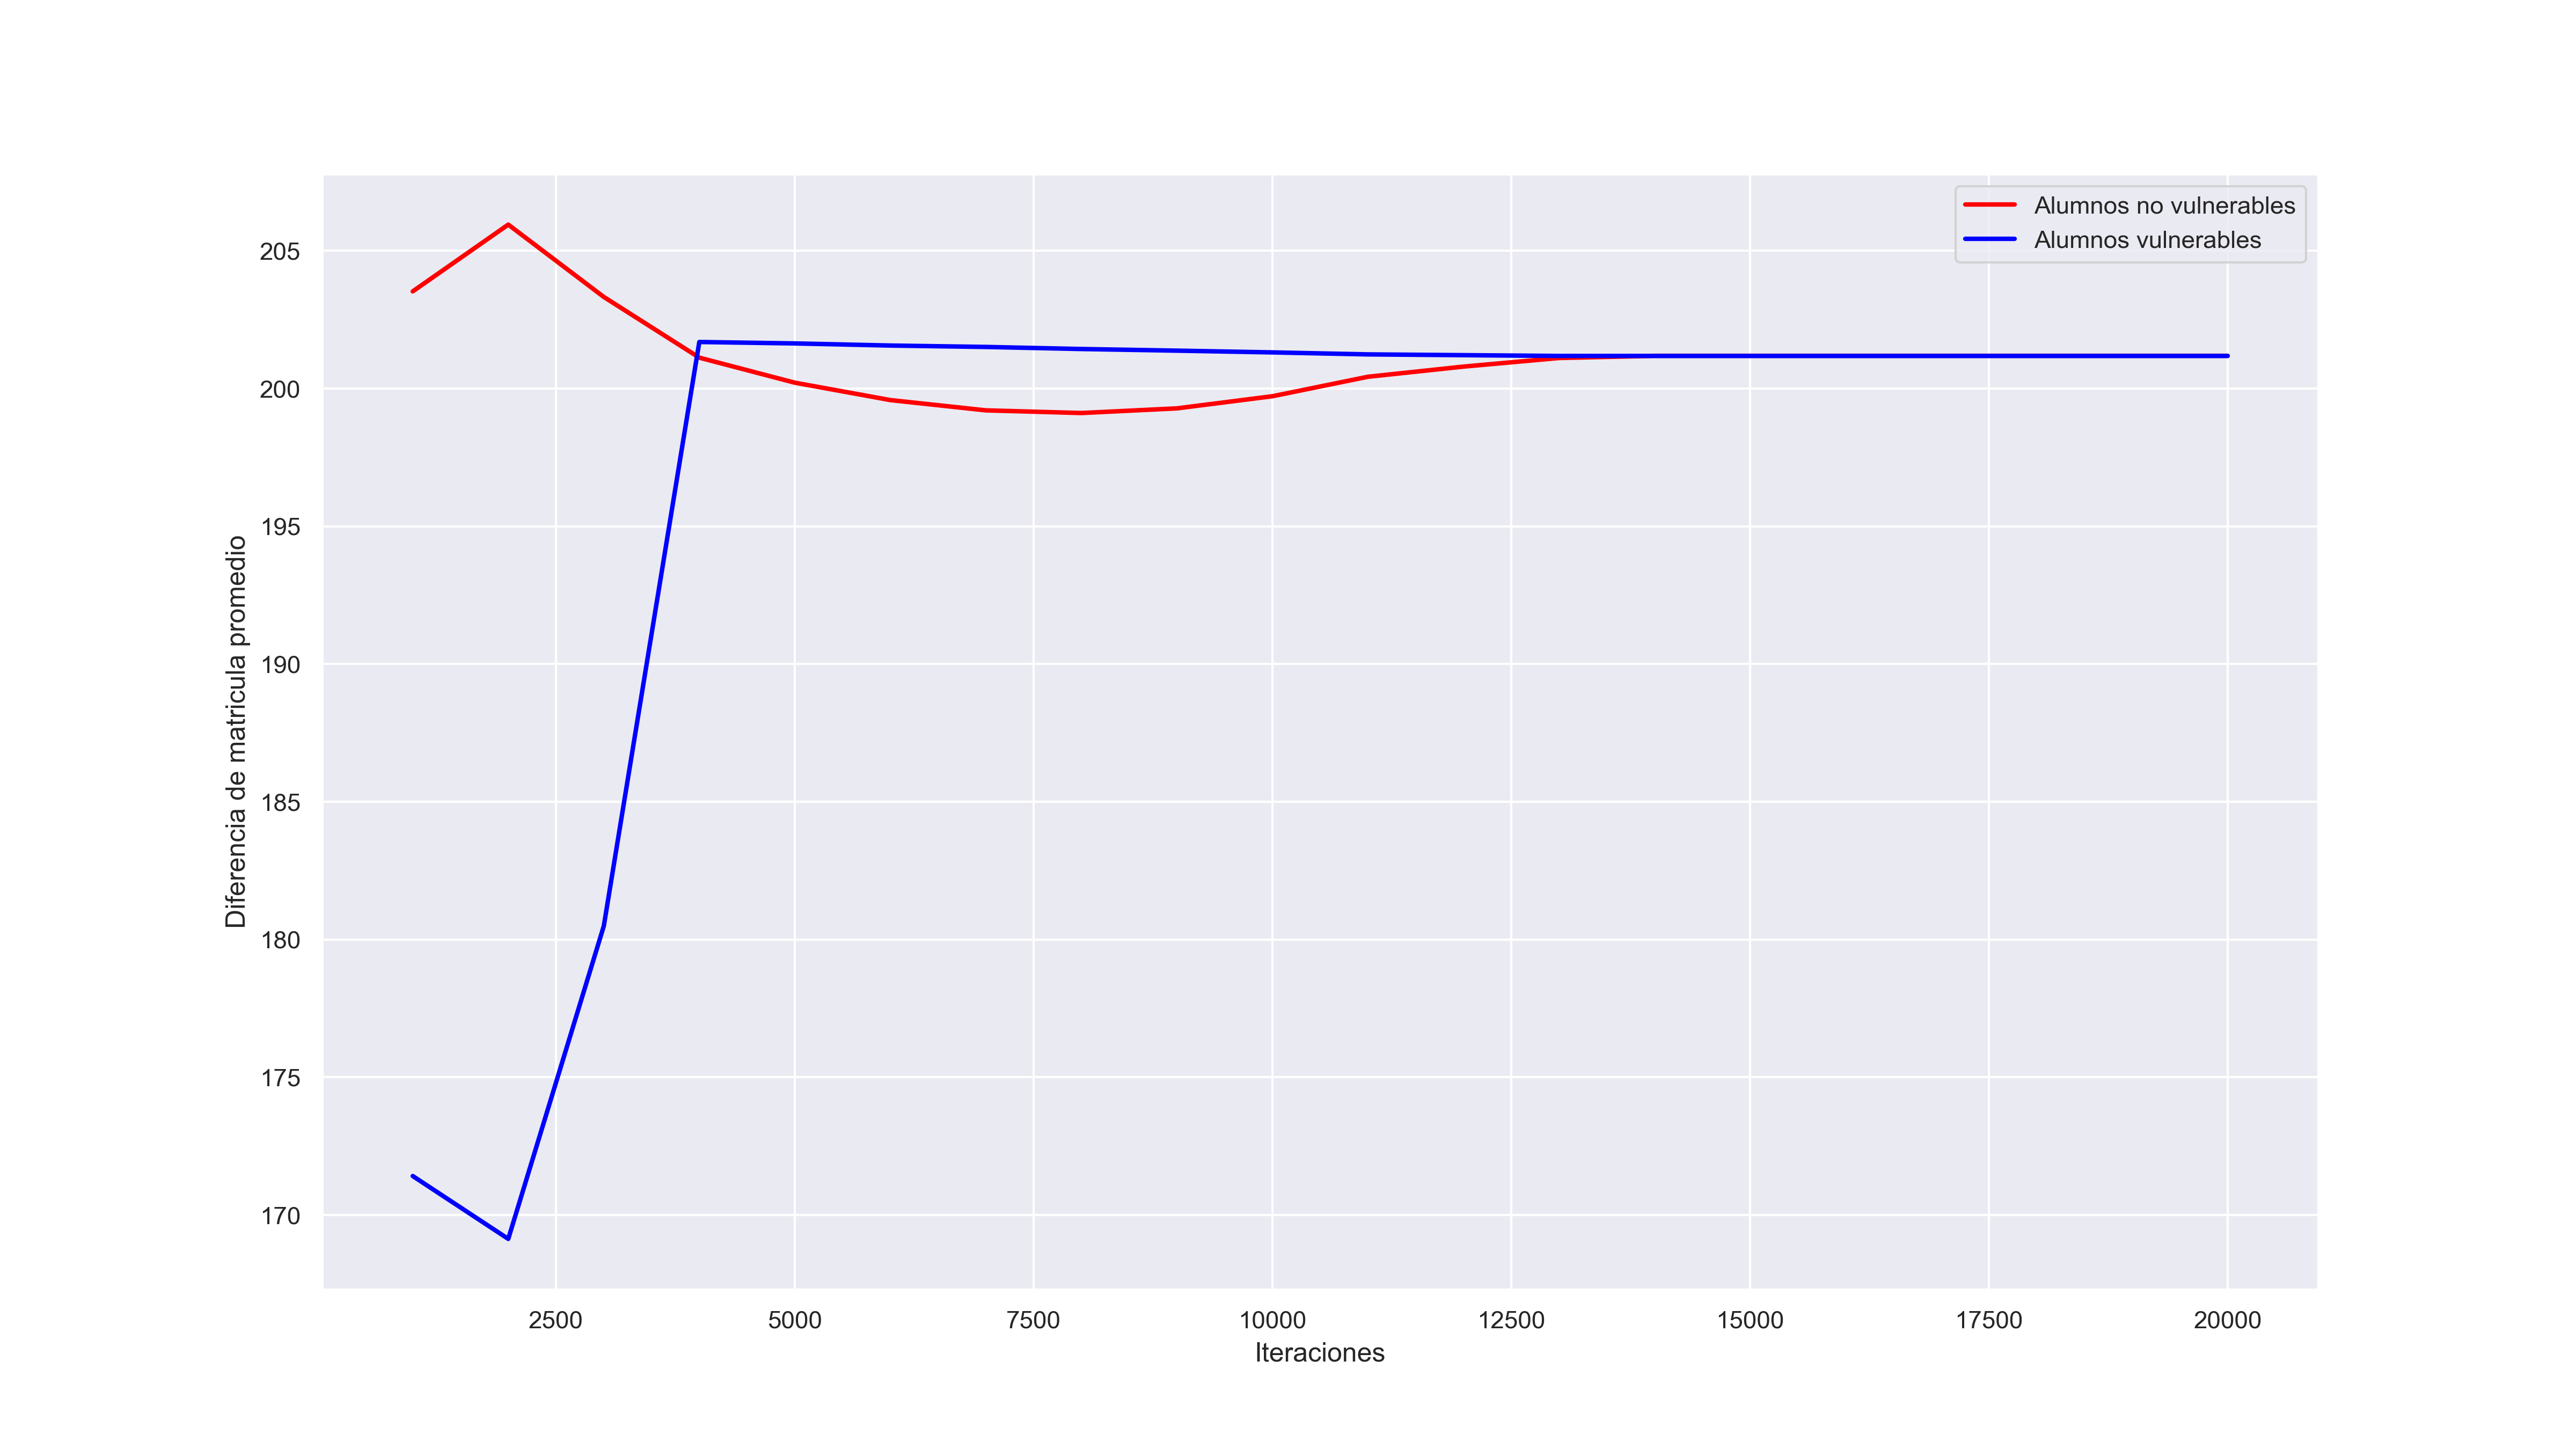 Alumnos no vulnerables
Alumnos vulnerables
205
200
195
190
185
180
175
170
Diferencia de matricula promedio
2500 5000 7500 10000 12500 15000 17500 20000
Iteraciones